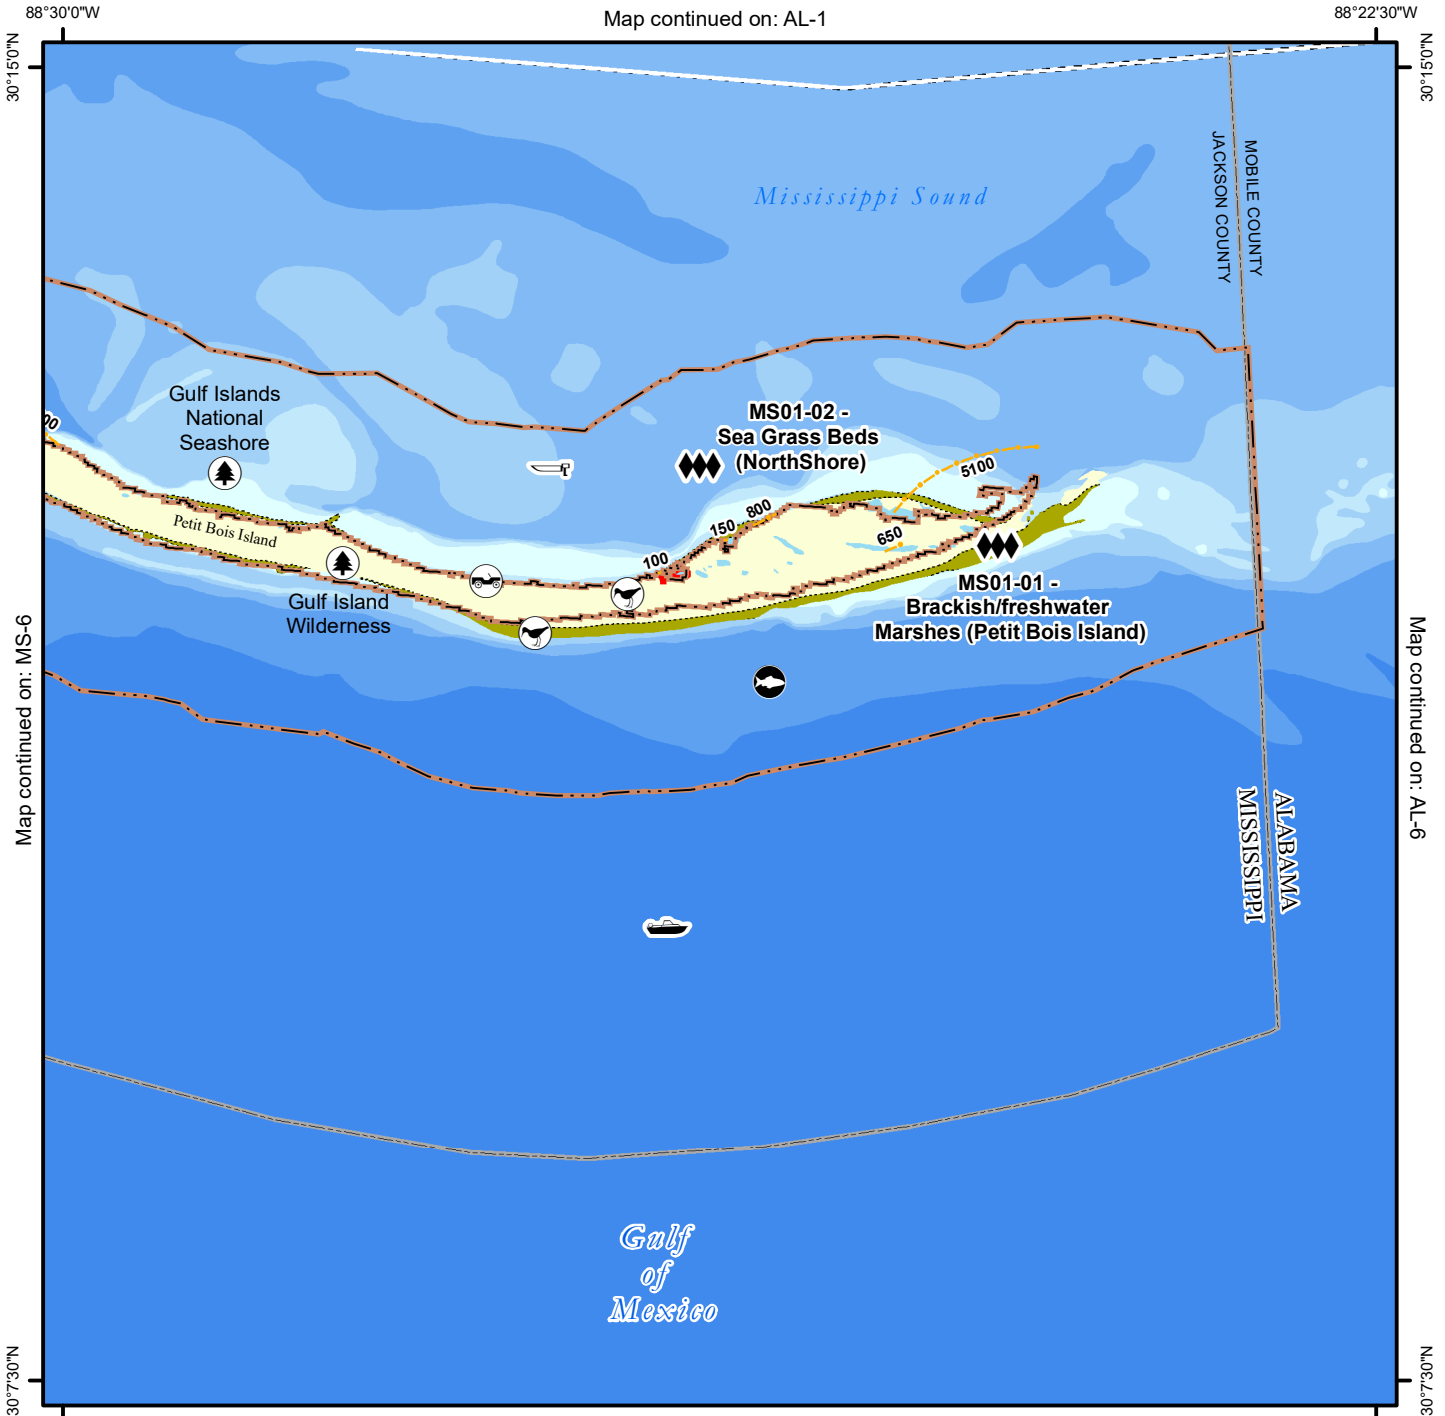 88°30'0"W
Map continued on: AL-1
88°22'30"W
30°15'0"N
30°15'0"N
Mississippi Sound
MOBILE COUNTY
JACKSON COUNTY
Gulf Islands
National
Seashore
00
MS01-02 -
Sea Grass Beds
(NorthShore)
5100
Petit Bois Island
800
150
650
100
Gulf Island
Wilderness
MS01-01 -
Brackish/freshwater
Marshes (Petit Bois Island)
Map continued on: MS-6
Map continued on: AL-6
ALABAMA
MISSISSIPPI
Gulf
of
Mexico
30°7'30"N
30°7'30"N